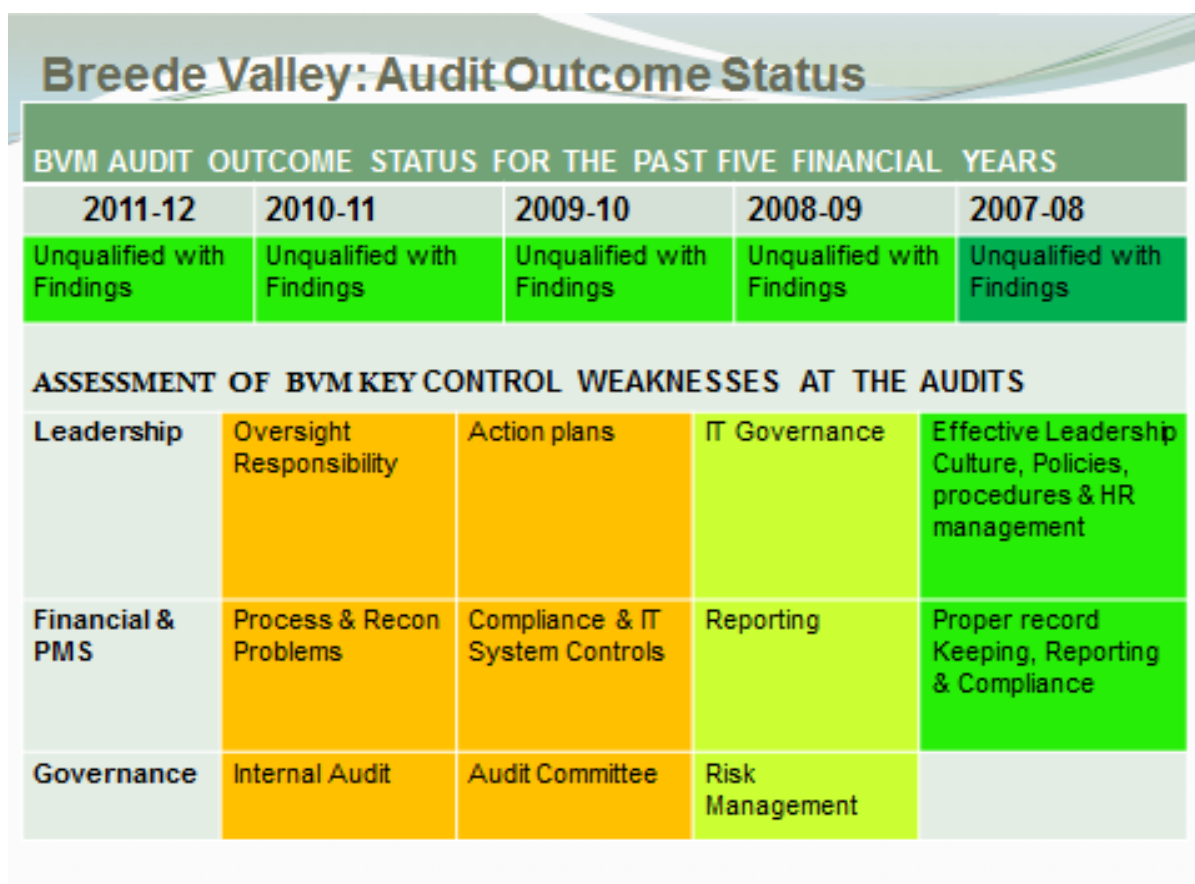 Breede Valley: Audit Outcome Status
BVM AUDIT OUTCOME STATUS FOR THE PAST FIVE FINANCIAL YEARS
2011-12 2010-11 2009-10 2008-09 2007-08
Unqualified with Unqualified with Unqualified with Unqualified with Unqualified with
Findings Findings Findings Findings Findings
ASSESSMENT OF BVM KEY CONTROL WEAKNESSES AT THE AUDITS
Leadership Oversight Action plans IT Governance Effective Leadership
Responsibility Culture, Policies,
procedures & HR
management
Financial & Process & Recon Compliance & IT Reporting Proper record
PMS Problems System Controls Keeping, Reporting
& Compliance
Governance Internal Audit Audit Committee Risk
Management